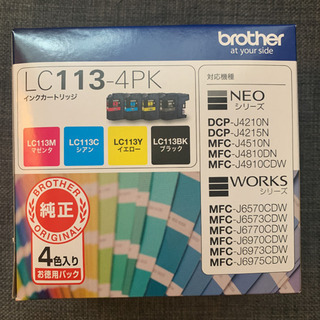 brother
at your side
LC113-4PK
インクカートリッジ
LC113M
マゼンタ
LC113C
シアン
LC113Y
イエロー
LC113BK
ブラック
対応機種
NEO
シリーズ
DCP-J4210N
DCP-J4215N
MFC-J4510N
MFC-J4810DN
MFC-J4910CDW
WORKS
シリーズ
MFC-J6570CDW
MFC-J6573CDW
MFC-J6770CDW
MFC-J6970CDW
MFC-J6973CDW
MFC-J6975CDW
BROTHER
純正
ORIGINAL
4色入り
お徳用パック